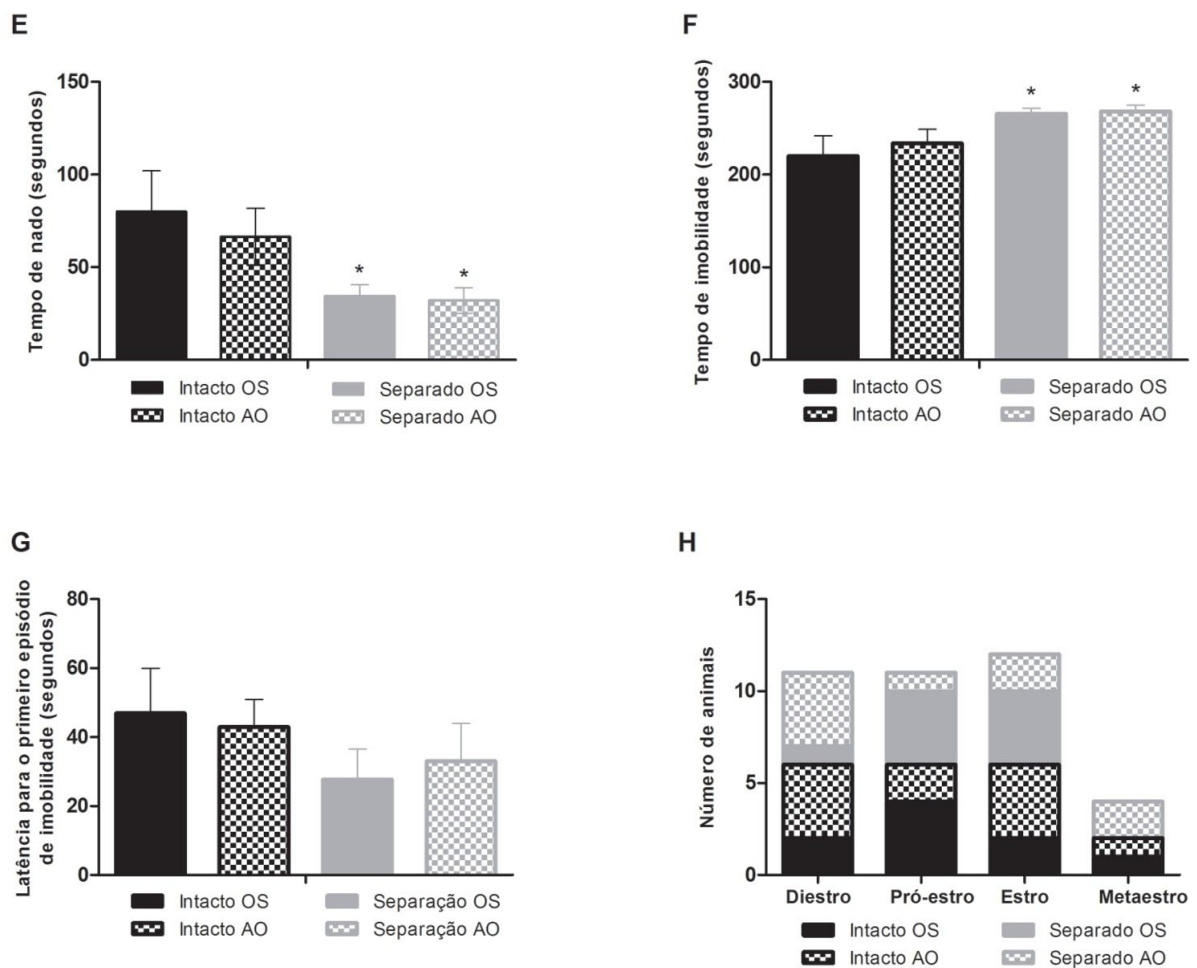 E
Tempo de nado (segundos)
150
100
50
0
*
*
Intacto OS
Separado OS
Intacto AO
Separado AO
F
Tempo de imobilidade (segundos)
300
200
100
0
*
*
Intacto OS
Separado OS
Intacto AO
Separado AO
G
Latência para o primeiro episódio
de imobilidade (segundos)
80
60
40
20
0
Intacto OS
Separação OS
Intacto AO
Separação AO
H
Número de animais
15
10
5
0
Diestro
Pró-estro
Estro
Metaestro
Intacto OS
Separado OS
Intacto AO
Separado AO